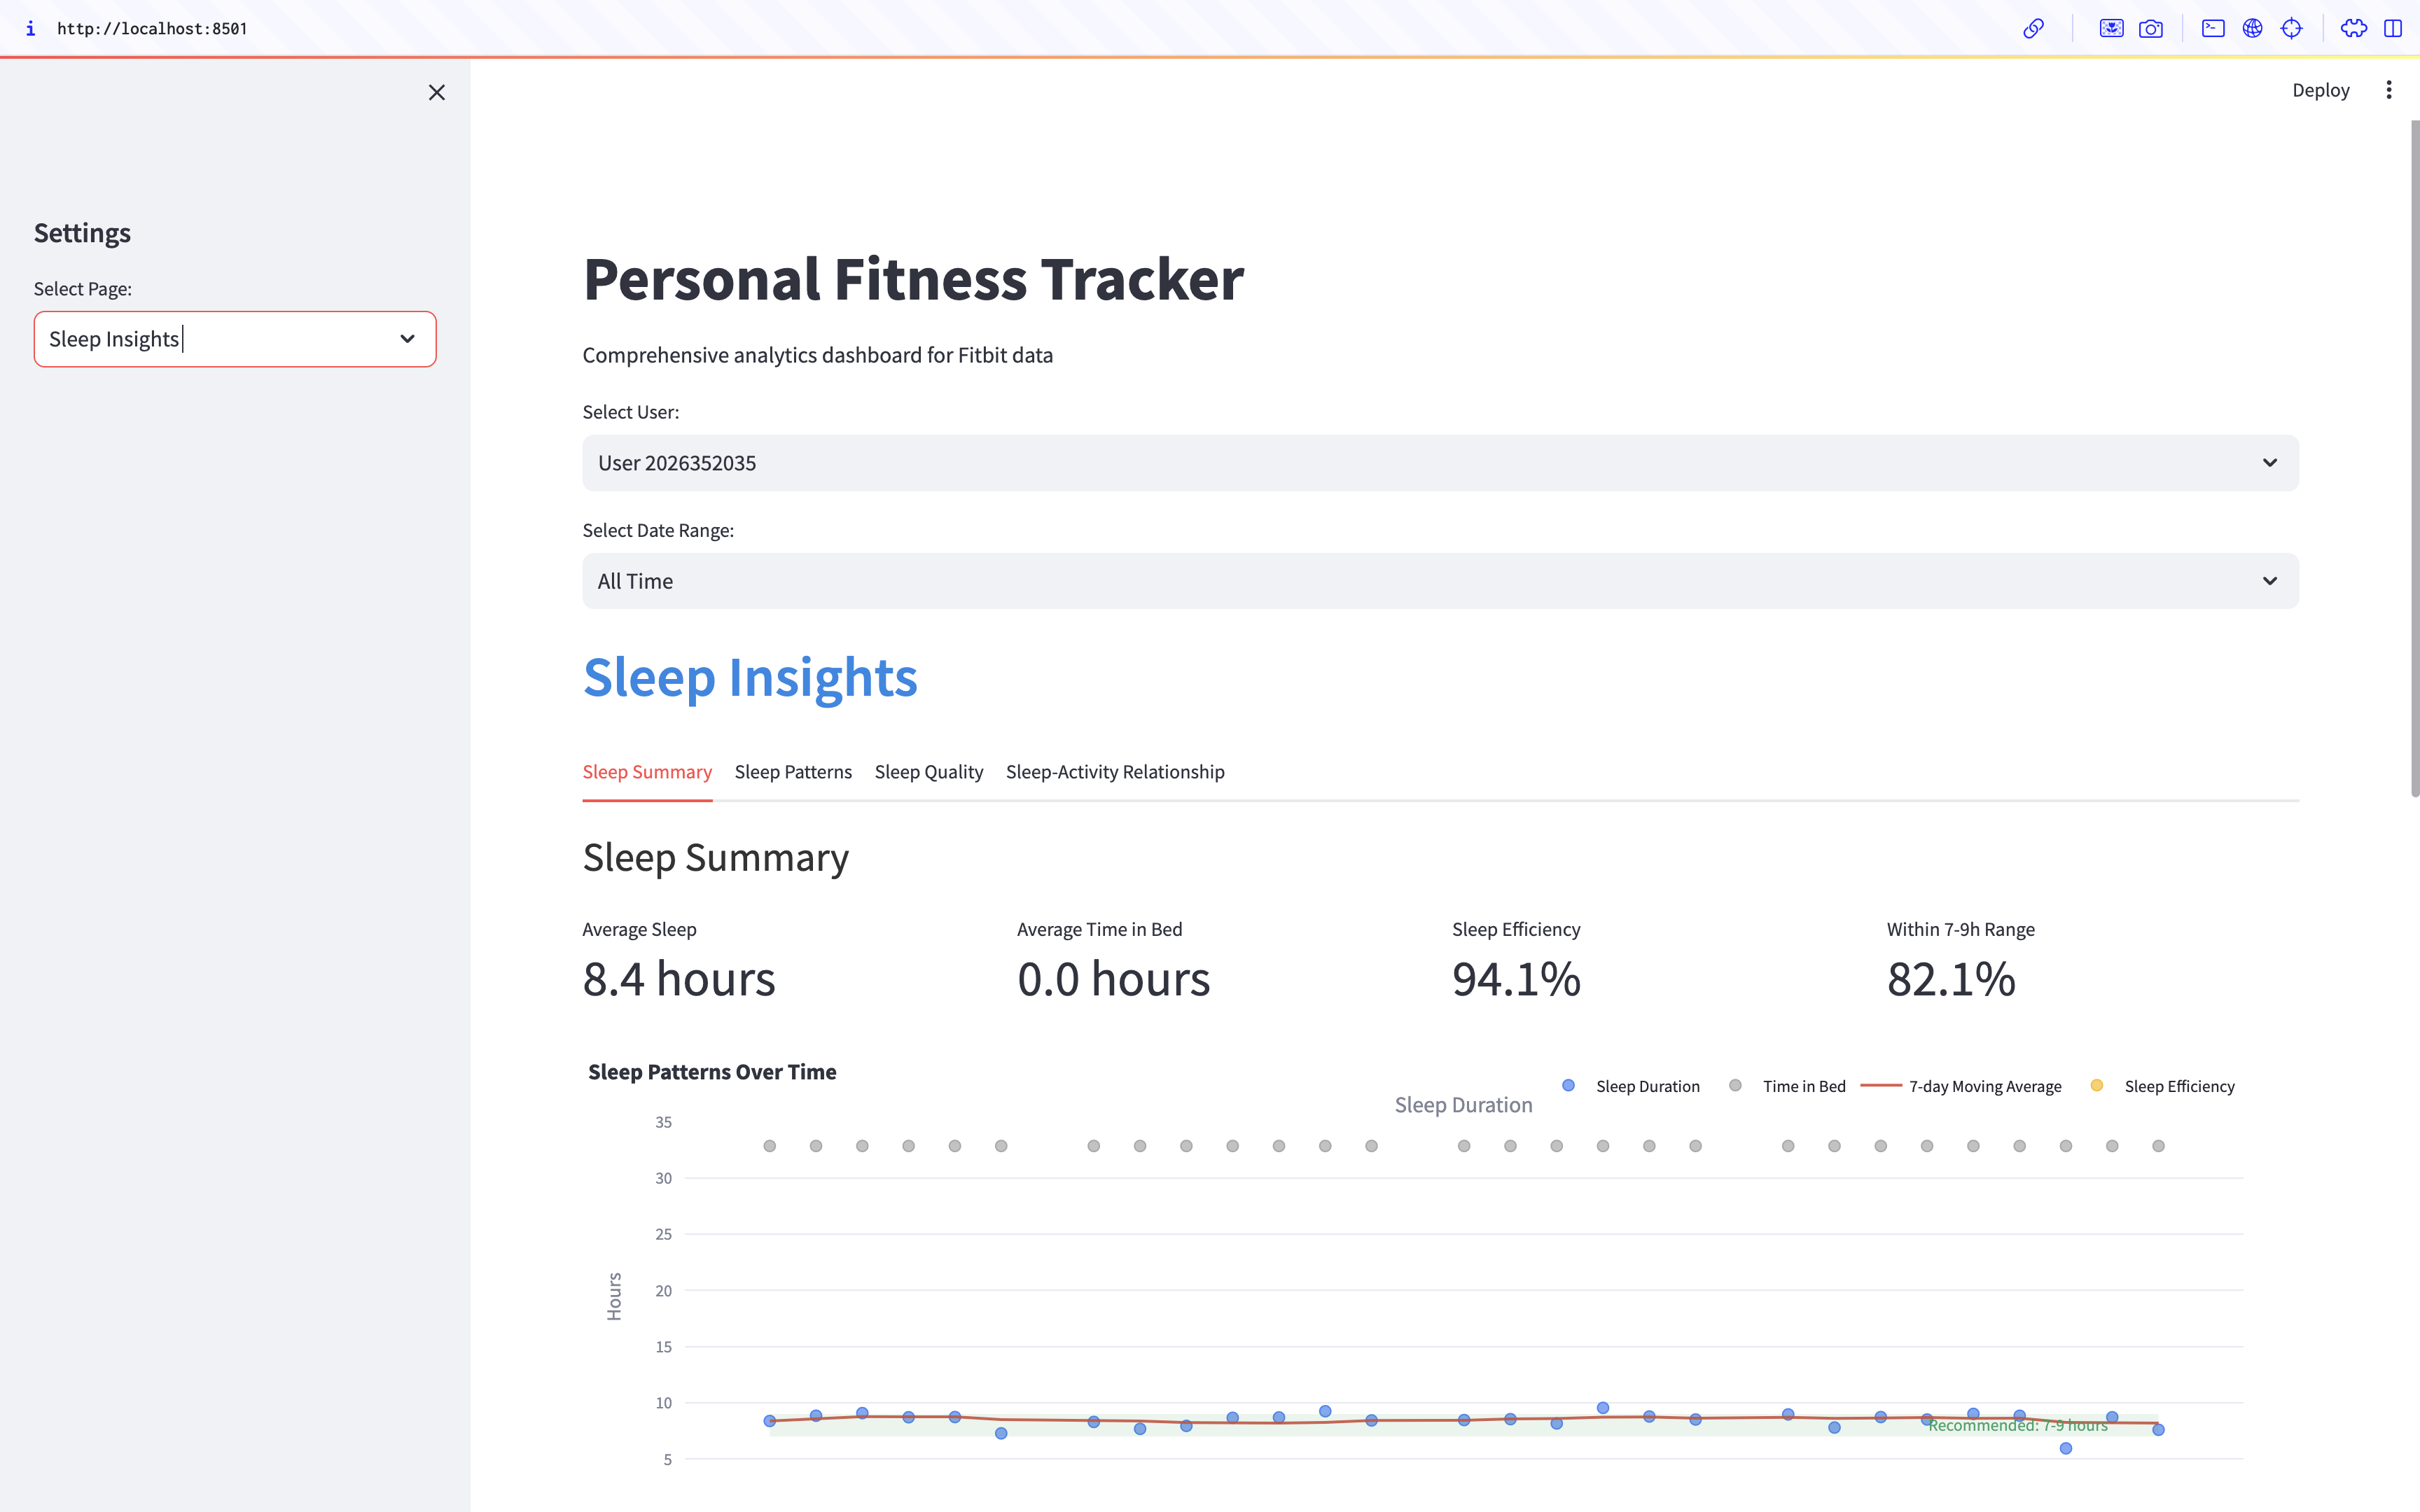 i http://localhost:8501
Deploy
Settings
Select Page:
Sleep Insights
Personal Fitness Tracker
Comprehensive analytics dashboard for Fitbit data
Select User:
User 2026352035
Select Date Range:
All Time
Sleep Insights
Sleep Summary Sleep Patterns Sleep Quality Sleep-Activity Relationship
Sleep Summary
Average Sleep
8.4 hours
Average Time in Bed
0.0 hours
Sleep Efficiency
94.1%
Within 7-9h Range
82.1%
Sleep Patterns Over Time
Sleep Duration Time in Bed 7-day Moving Average Sleep Efficiency
Sleep Duration
35
30
25
20
15
10
5
Hours
Recommended: 7-9 hours